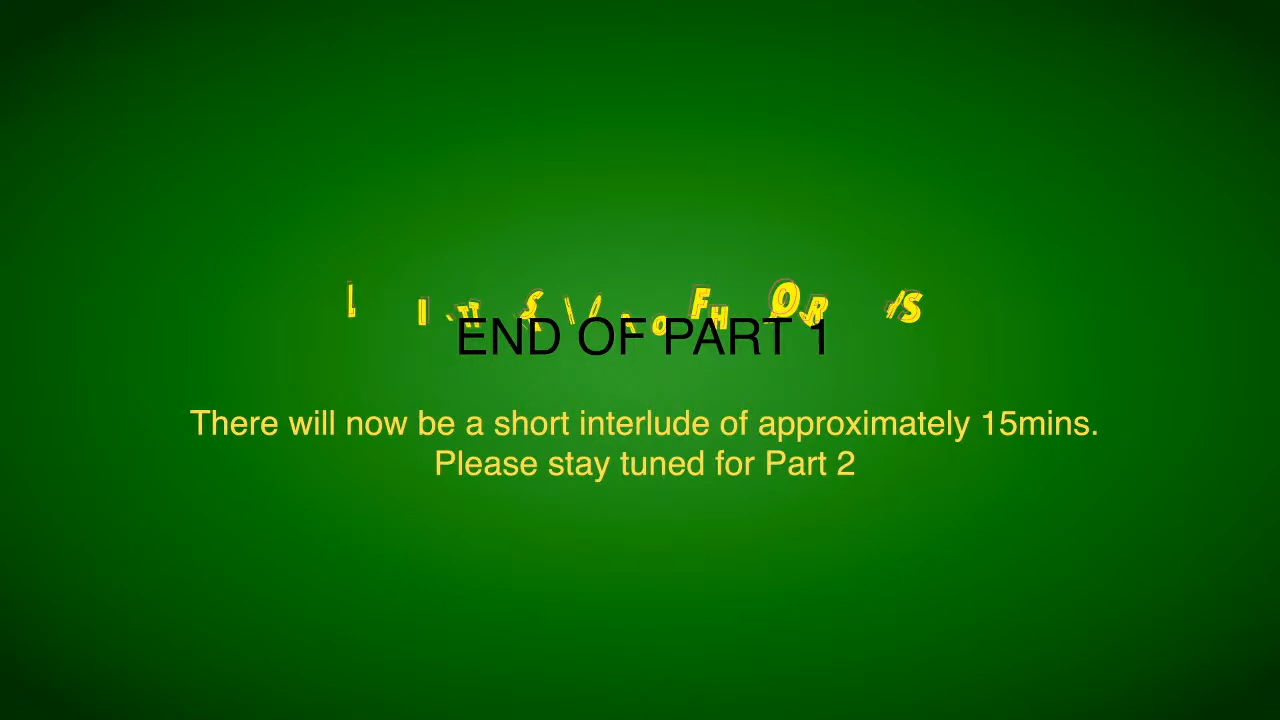 END OF PART 1
There will now be a short interlude of approximately 15mins.
Please stay tuned for Part 2